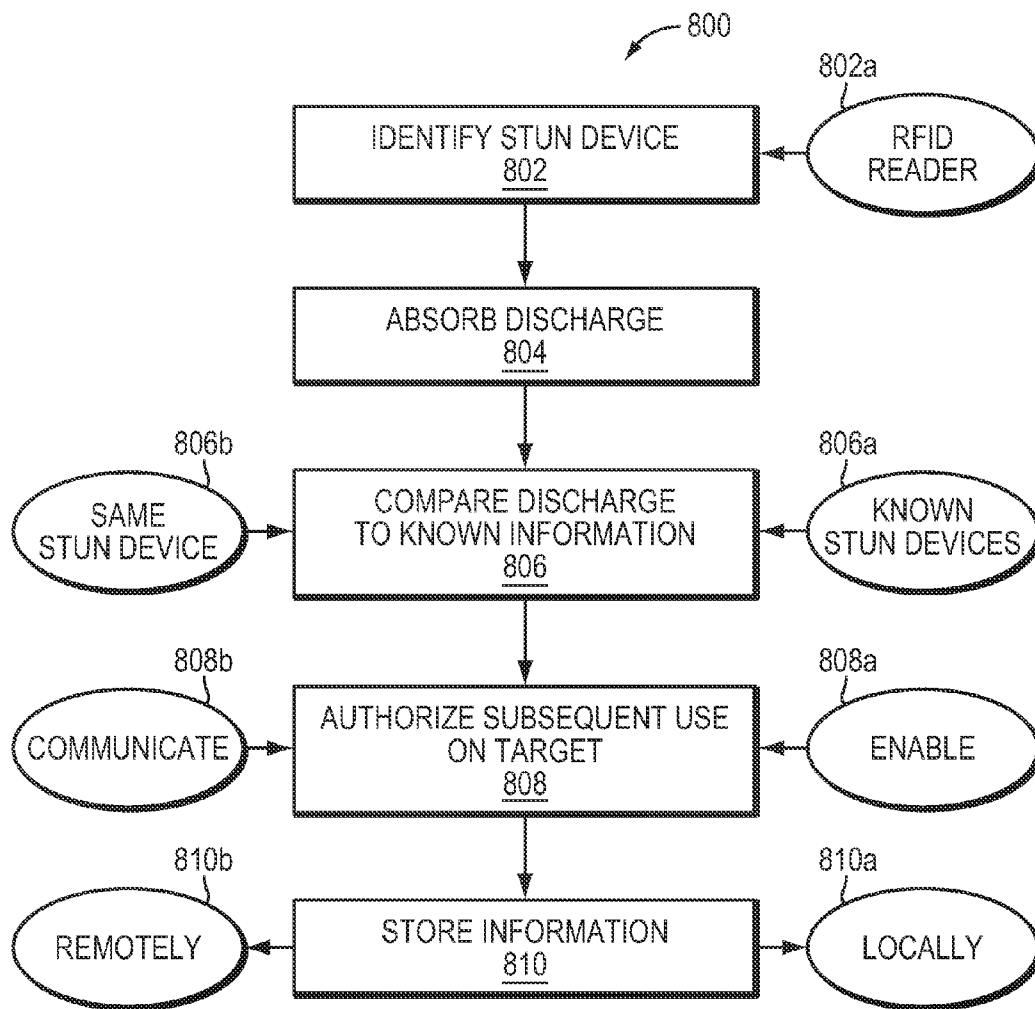 800
802a
IDENTIFY STUN DEVICE
802
RFID
READER
ABSORB DISCHARGE
804
806b
806a
SAME
STUN DEVICE
COMPARE DISCHARGE
TO KNOWN INFORMATION
806
KNOWN
STUN DEVICES
808b
808a
COMMUNICATE
AUTHORIZE SUBSEQUENT USE
ON TARGET
808
ENABLE
810b
810a
REMOTELY
STORE INFORMATION
810
LOCALLY